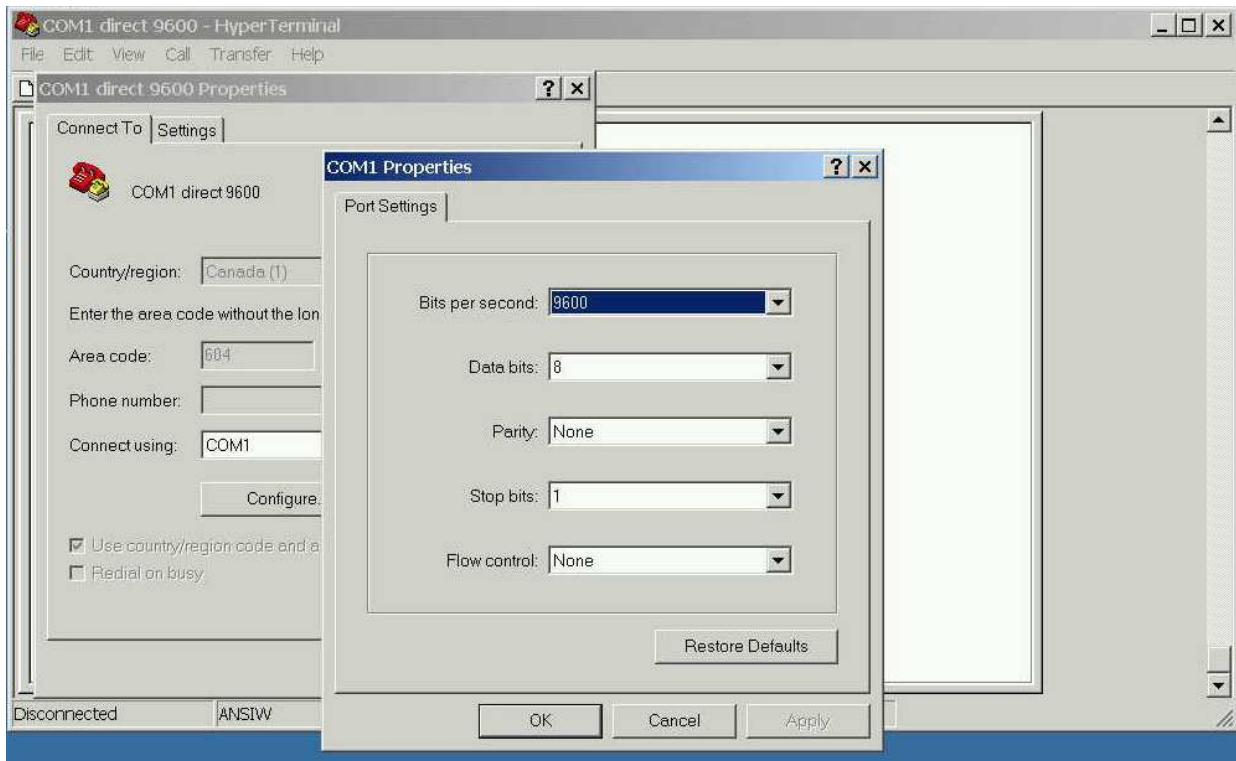 COM1 direct 9600 - HyperTerminal
File Edit View Call Transfer Help
COM1 direct 9600 Properties
Connect To Settings
COM1 direct 9600
Country/region: Canada (1)
Enter the area code without the lon
Area code: 604
Phone number:
Connect using: COM1
Configure.
Use country/region code and a
Redial on busy
COM1 Properties
Port Settings
Bits per second: 9600
Data bits: 8
Parity: None
Stop bits: 1
Flow control: None
Restore Defaults
OK Cancel Apply
Disconnected ANSIW